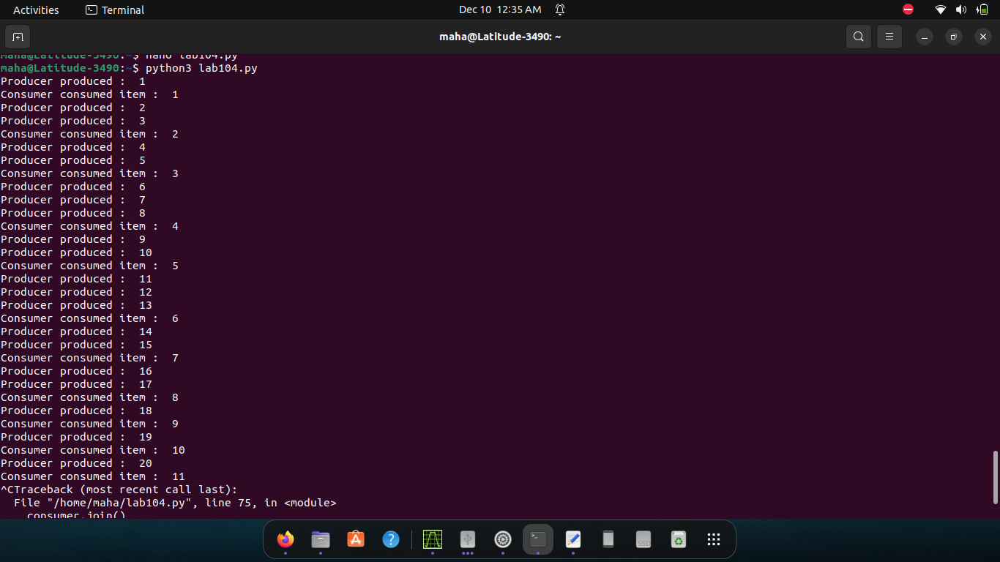 Activities
Terminal
Dec 10 12:35 AM
maha@Latitude-3490: ~
maha@Latitude-3490:~$ nano lab104.py
maha@Latitude-3490:~$ python3 lab104.py
Producer produced :  1
Consumer consumed item :  1
Producer produced :  2
Producer produced :  3
Consumer consumed item :  2
Producer produced :  4
Producer produced :  5
Consumer consumed item :  3
Producer produced :  6
Producer produced :  7
Producer produced :  8
Consumer consumed item :  4
Producer produced :  9
Producer produced :  10
Consumer consumed item :  5
Producer produced :  11
Producer produced :  12
Producer produced :  13
Consumer consumed item :  6
Producer produced :  14
Producer produced :  15
Consumer consumed item :  7
Producer produced :  16
Producer produced :  17
Consumer consumed item :  8
Producer produced :  18
Consumer consumed item :  9
Producer produced :  19
Consumer consumed item :  10
Producer produced :  20
Consumer consumed item :  11
^CTraceback (most recent call last):
  File "/home/maha/lab104.py", line 75, in <module>
    consumer.join()
SSD